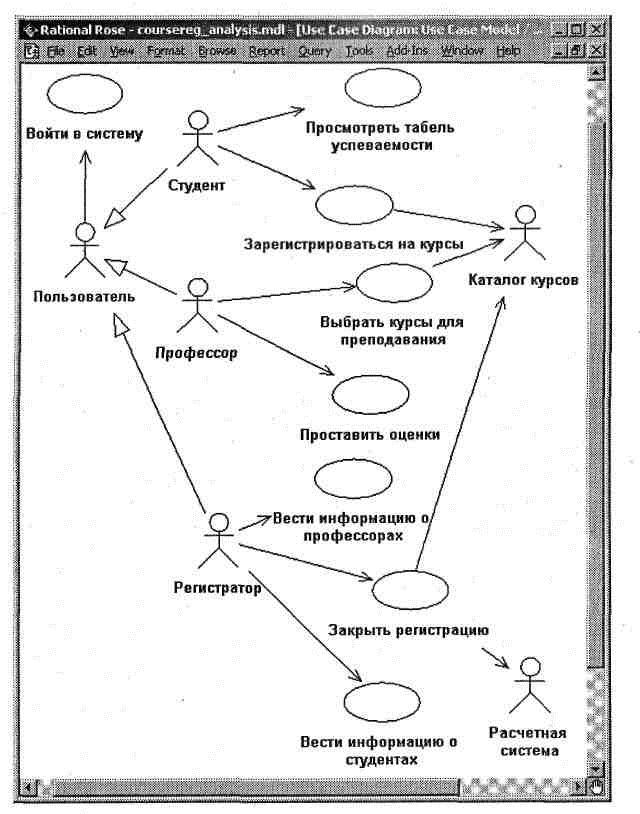 Rational Rose - coursereg_analysis.mdl - [Use Case Diagram: Use Case Model / ...
File Edit View Format Browse Report Query Tools Add-Ins Window Help
Войти в систему
Просмотреть табель
успеваемости
Студент
Зарегистрироваться на курсы
Каталог курсов
Пользователь
Выбрать курсы для
преподавания
Профессор
Проставить оценки
Вести информацию о
профессорах
Регистратор
Закрыть регистрацию
Расчетная
система
Вести информацию о
студентах